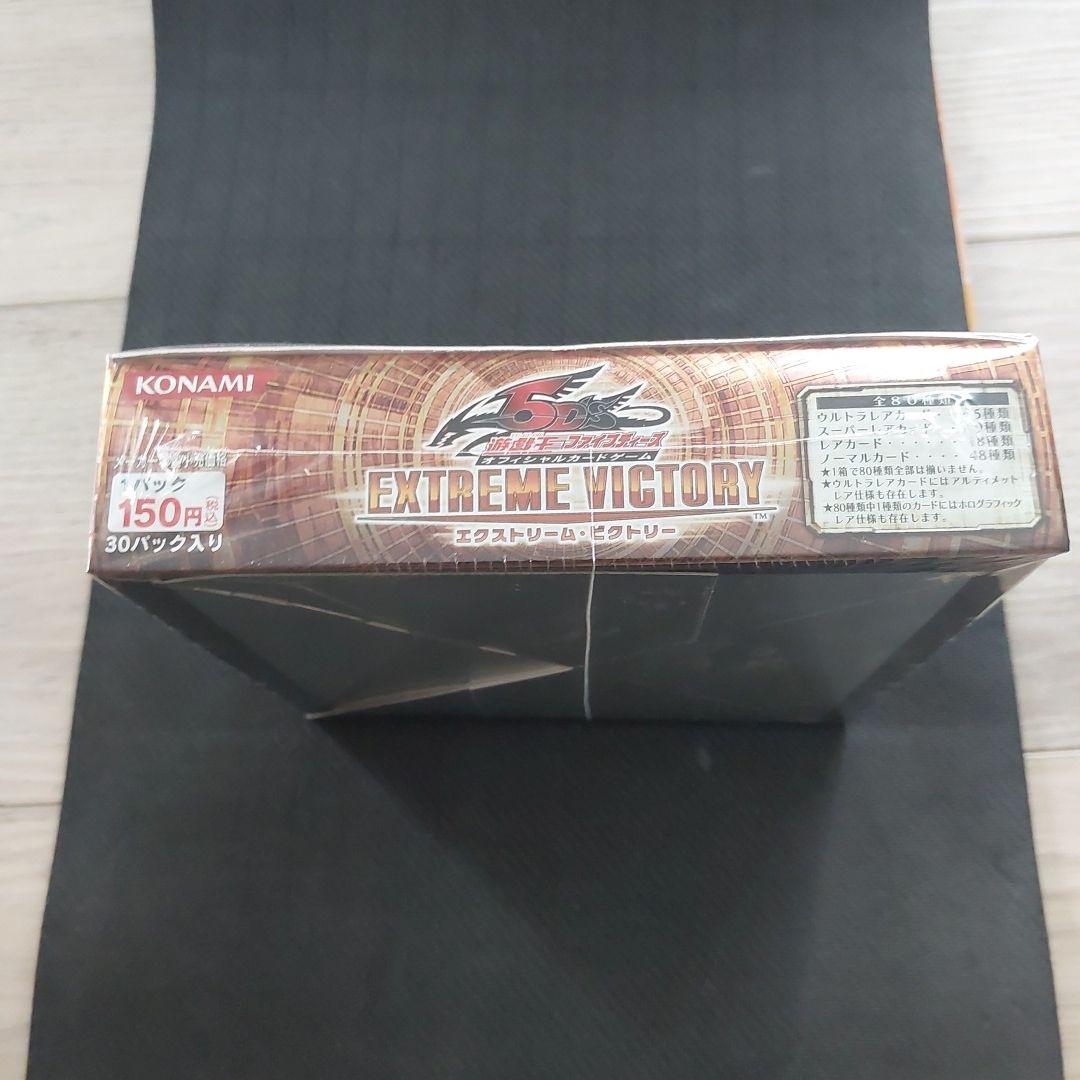 KONAMI
1パック
150円
税込
30パック入り
5D's
遊戯王ファイブディーズ
オフィシャルカードゲーム
EXTREME VICTORY
TM
エクストリーム・ビクトリー
全80種類
ウルトラレアカード・
5種類
スーパーレアカード
種類
レアカード・・・・・
8種類
ノーマルカード・・・・
48種類
★1箱で80種類全部は揃いません。
★ウルトラレアカードにはアルティメット
レア仕様も存在します。
★80種類中1種類のカードにはホログラフィック
レア仕様も存在します。